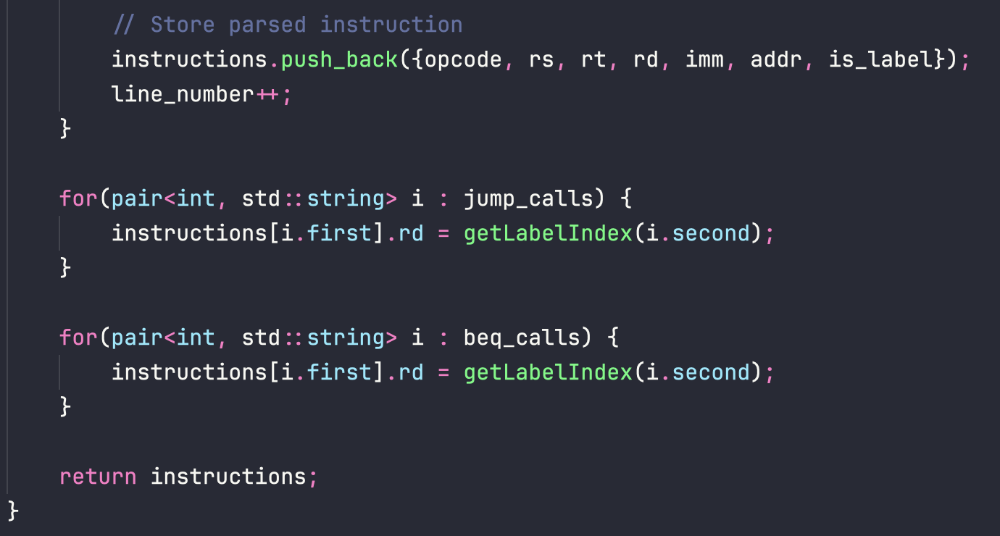 // Store parsed instruction
instructions.push_back({opcode, rs, rt, rd, imm, addr, is_label});
line_number++;
}
for(pair<int, std::string> i : jump_calls) {
instructions[i.first].rd = getLabelIndex(i.second);
}
for(pair<int, std::string> i : beq_calls) {
instructions[i.first].rd = getLabelIndex(i.second);
}
return instructions;
}